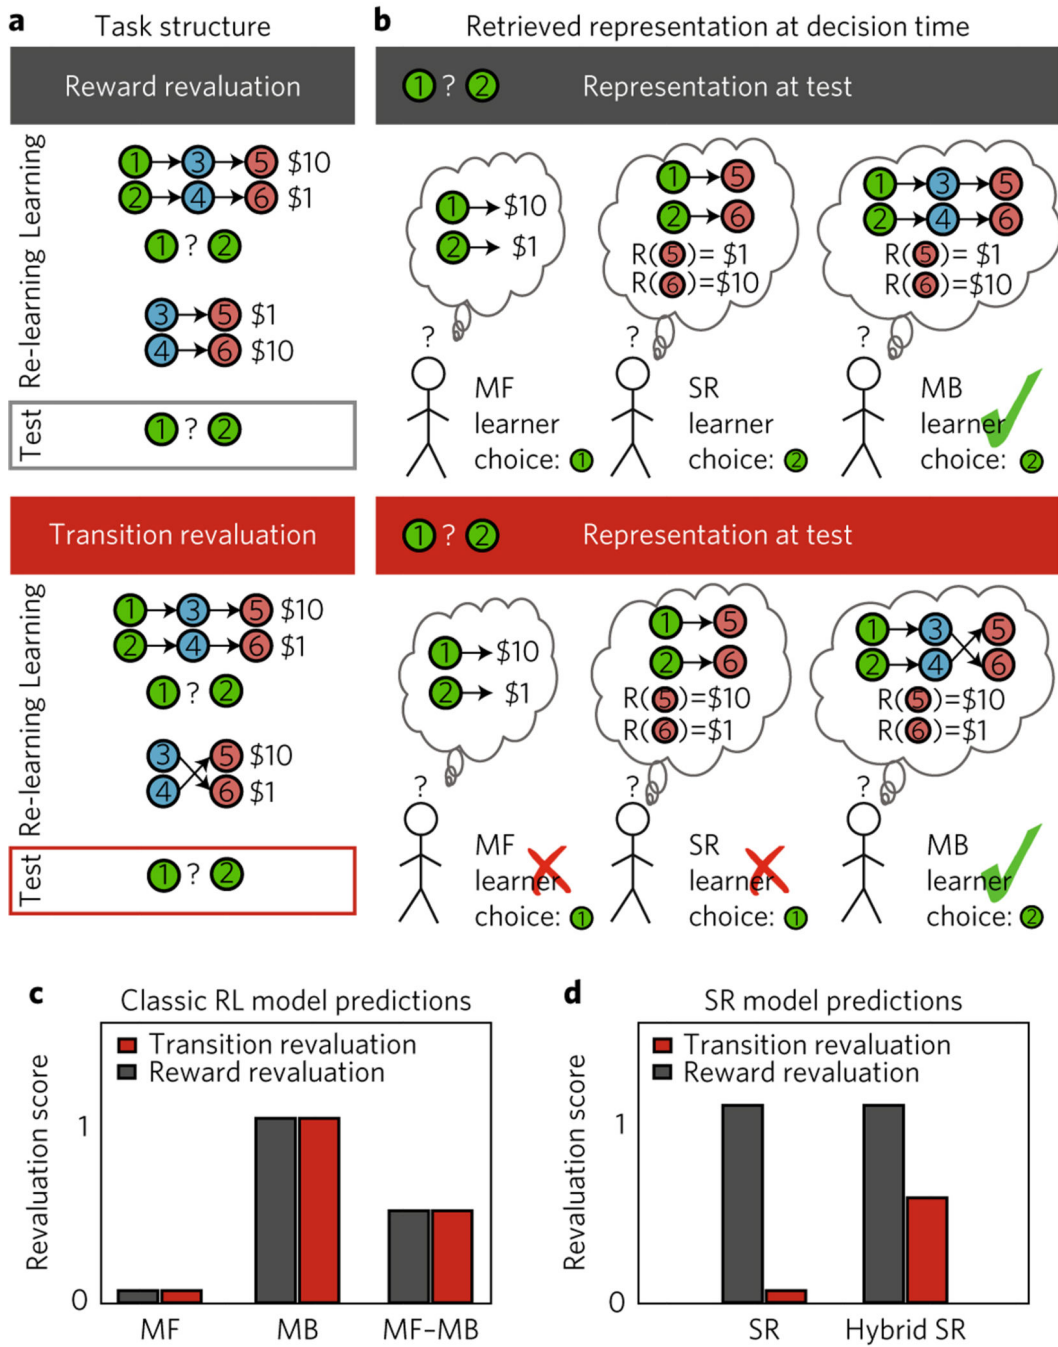 a Task structure
Reward revaluation
Learning
1 3 5 $10
2 4 6 $1
1 ? 2
Re-learning
3 5 $1
4 6 $10
Test
1 ? 2
Transition revaluation
Learning
1 3 5 $10
2 4 6 $1
1 ? 2
Re-learning
3 5 $10
4 6 $1
Test
1 ? 2
b Retrieved representation at decision time
1 ? 2 Representation at test
1 $10
2 $1
?
MF
learner
choice: 1
1 5
2 6
R(5)= $1
R(6)=$10
?
SR
learner
choice: 2
1 3 5
2 4 6
R(5)= $1
R(6)=$10
?
MB
learner
choice: 2
1 ? 2 Representation at test
1 $10
2 $1
?
MF
learner
choice: 1
1 5
2 6
R(5)=$10
R(6)=$1
?
SR
learner
choice: 1
1 3 5
2 4 6
R(5)=$10
R(6)=$1
?
MB
learner
choice: 2
c Classic RL model predictions
Transition revaluation
Reward revaluation
Revaluation score
1
0
MF MB MF–MB
d SR model predictions
Transition revaluation
Reward revaluation
Revaluation score
1
0
SR Hybrid SR